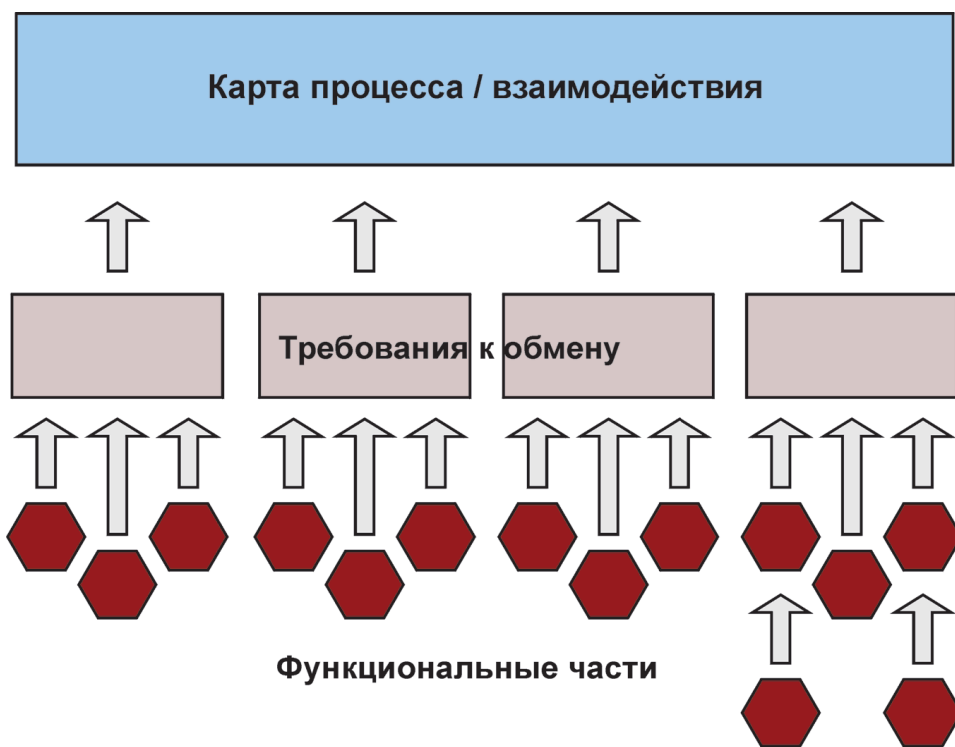 Карта процесса / взаимодействия
Требования к обмену
Функциональные части